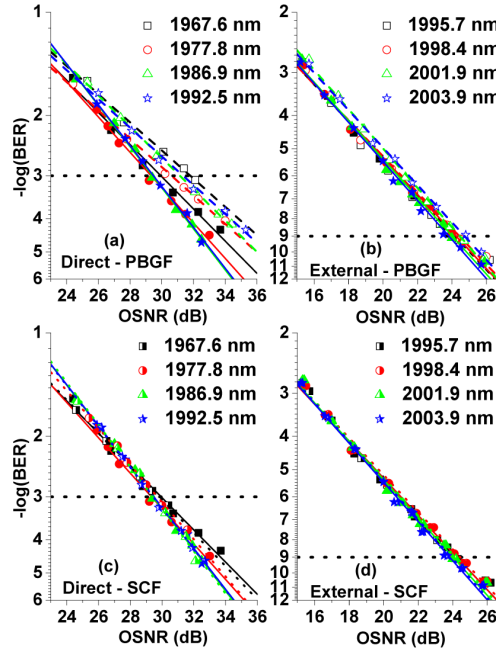 1
2
3
4
5
6
-log(BER)
1967.6 nm
1977.8 nm
1986.9 nm
1992.5 nm
(a)
Direct - PBGF
24 26 28 30 32 34 36
OSNR (dB)
2
3
4
5
6
7
8
9
10
11
12
1995.7 nm
1998.4 nm
2001.9 nm
2003.9 nm
(b)
External - PBGF
16 18 20 22 24 26
OSNR (dB)
1
2
3
4
5
6
-log(BER)
1967.6 nm
1977.8 nm
1986.9 nm
1992.5 nm
(c)
Direct - SCF
24 26 28 30 32 34 36
OSNR (dB)
2
3
4
5
6
7
8
9
10
11
12
1995.7 nm
1998.4 nm
2001.9 nm
2003.9 nm
(d)
External - SCF
16 18 20 22 24 26
OSNR (dB)